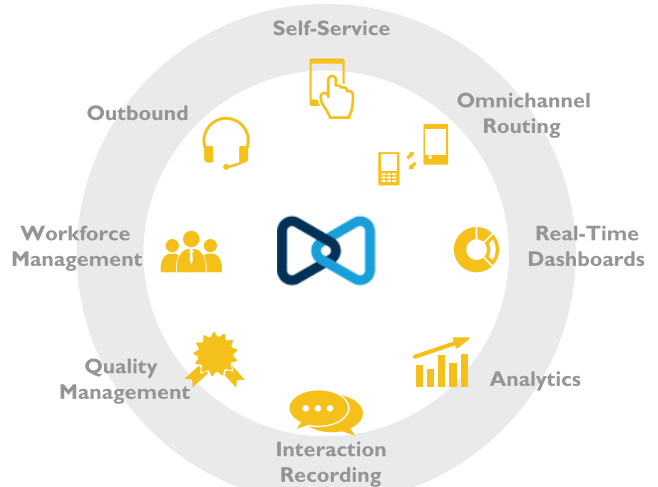 Self-Service
Omnichannel
Routing
Real-Time
Dashboards
Analytics
Interaction
Recording
Quality
Management
Workforce
Management
Outbound